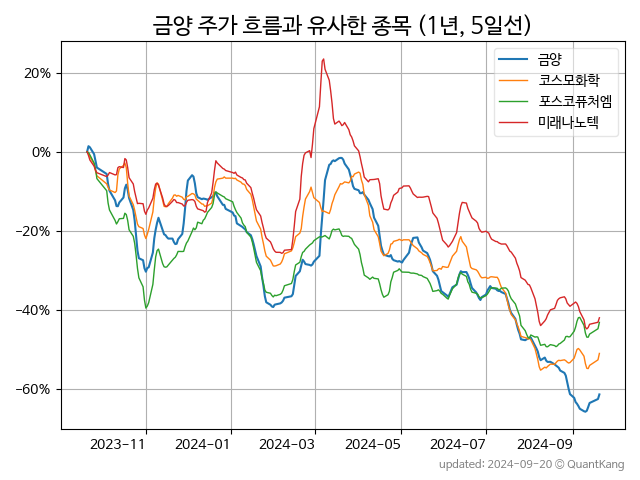 금양 주가 흐름과 유사한 종목 (1년, 5일선)
금양
코스모화학
포스코퓨처엠
미래나노텍
20%
0%
−20%
−40%
−60%
2023-11 2024-01 2024-03 2024-05 2024-07 2024-09
updated: 2024-09-20 © QuantKang